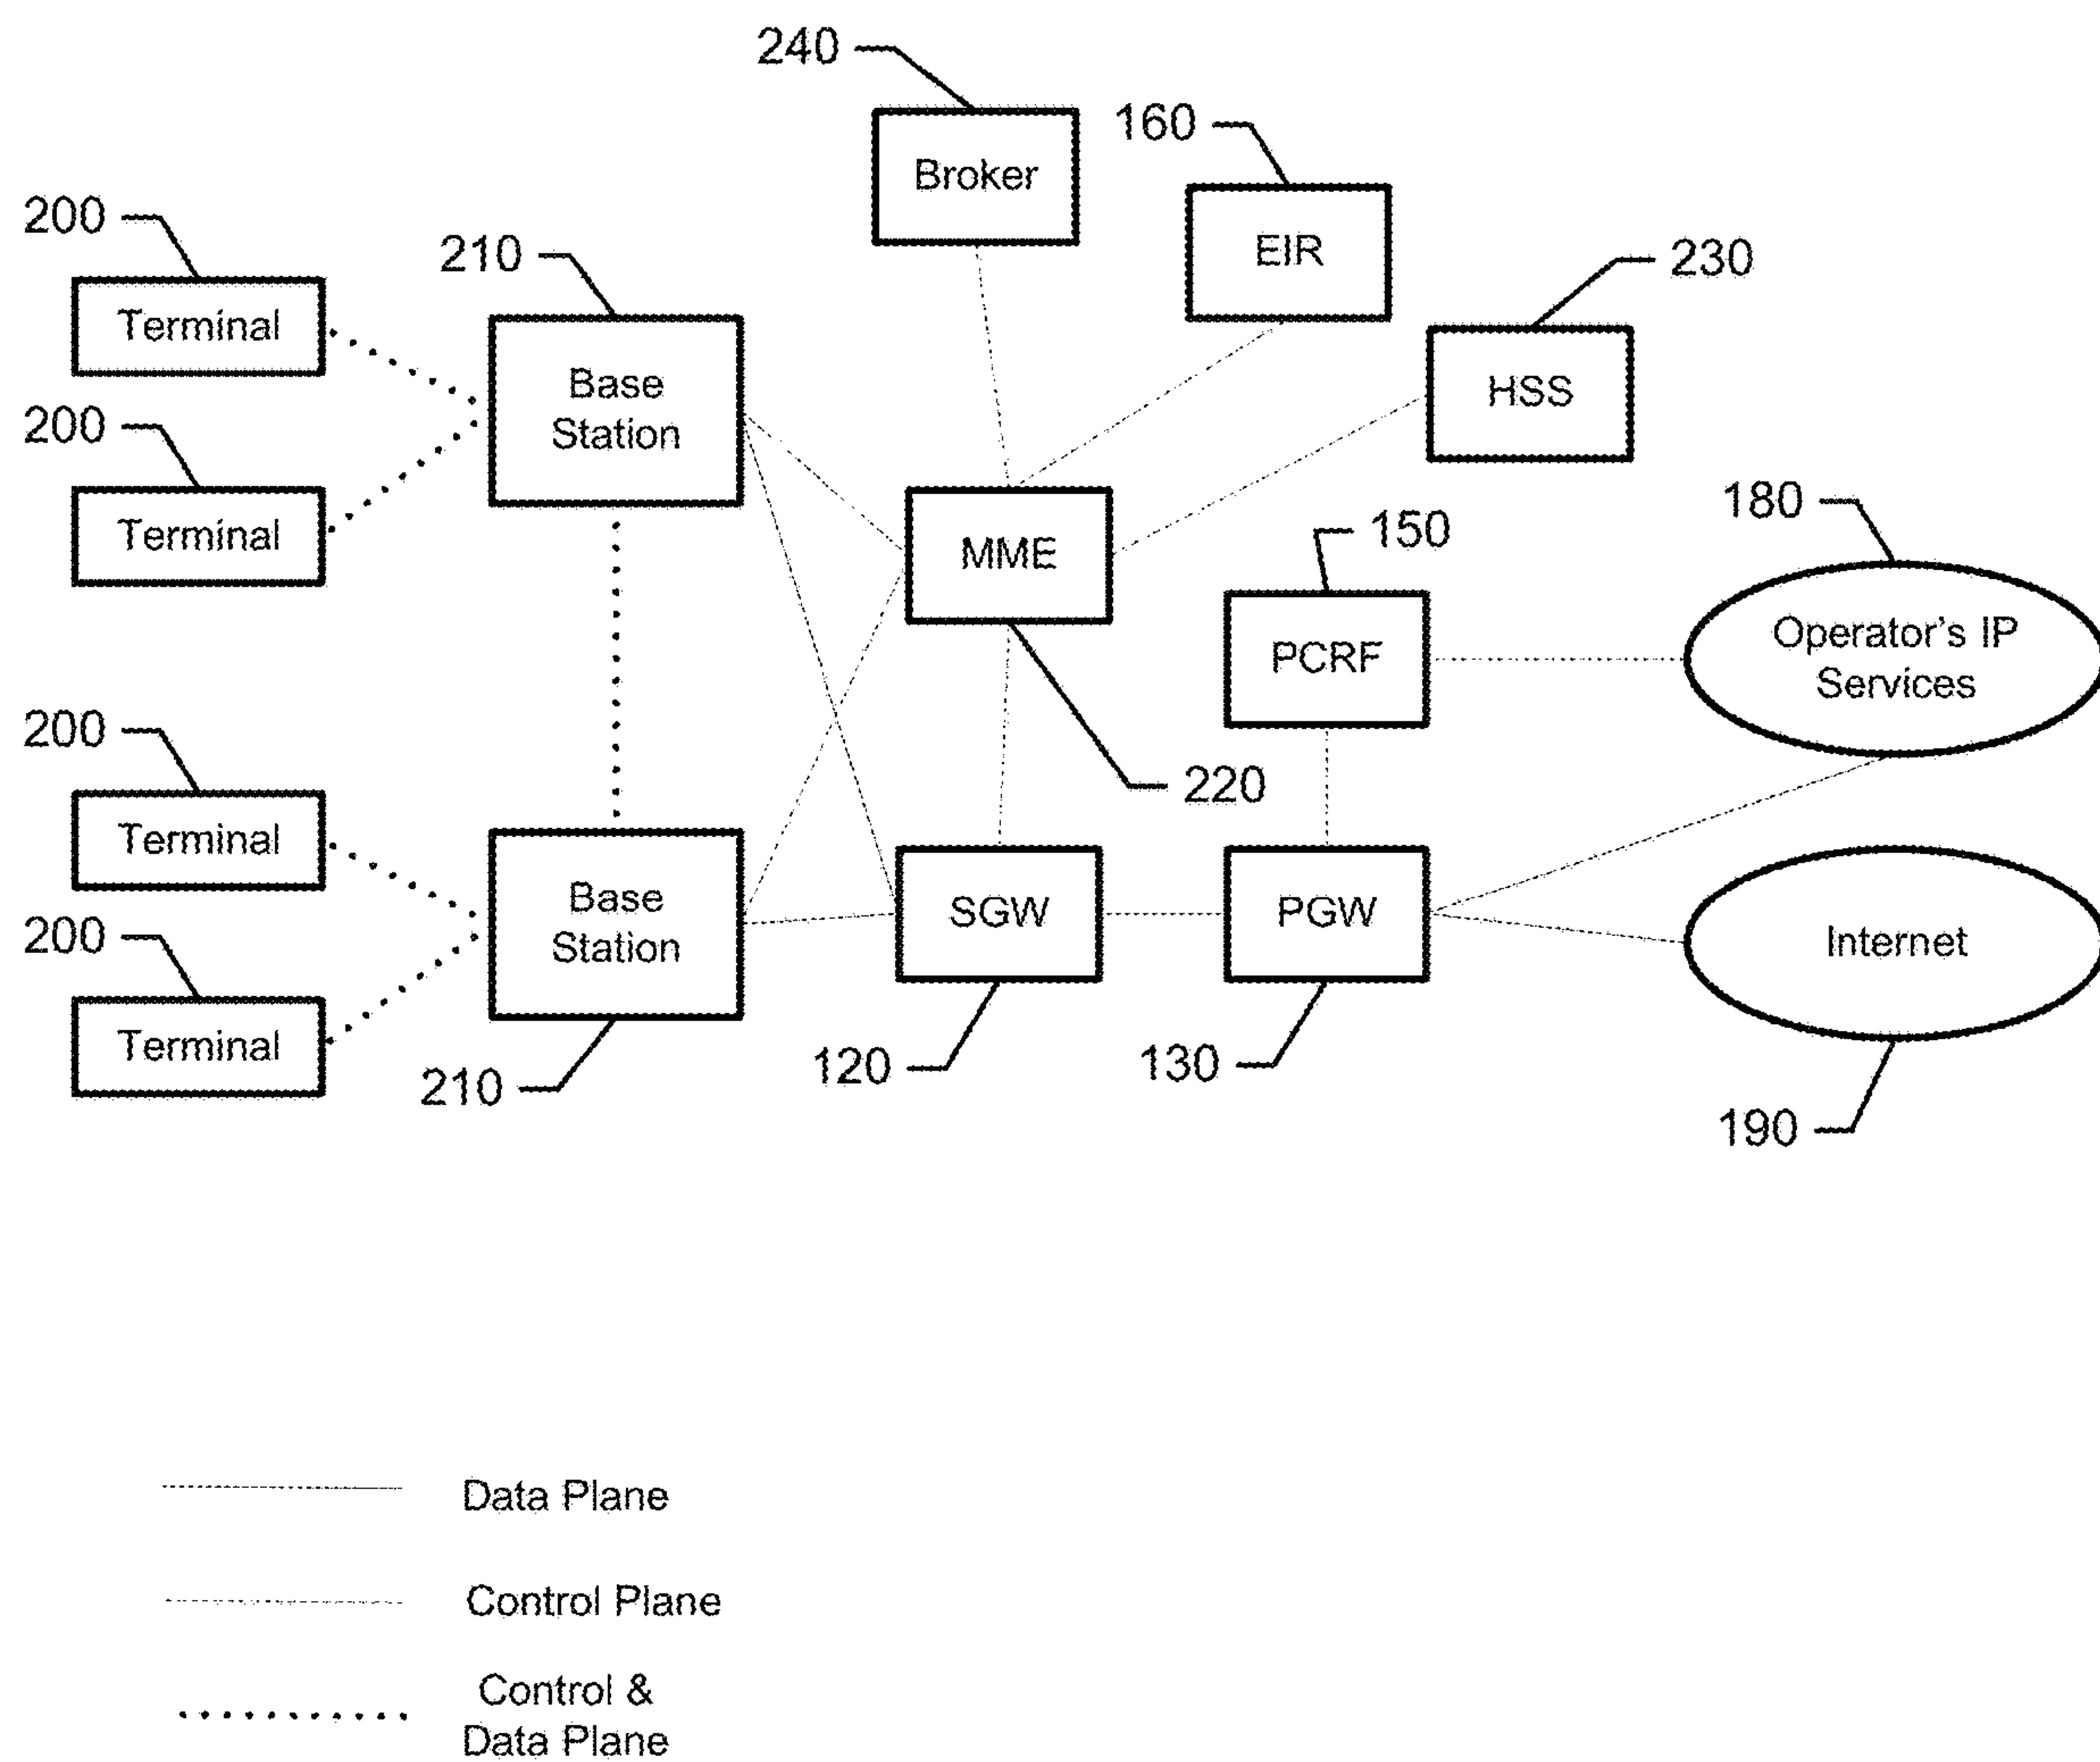 240
160
Broker
200
210
EIR
230
Terminal
Base
Station
HSS
200
180
150
Terminal
MME
PCRF
Operator's IP
Services
200
220
Terminal
Base
Station
SGW
PGW
Internet
200
Terminal
210
120
130
190
Data Plane
Control Plane
Control &
Data Plane